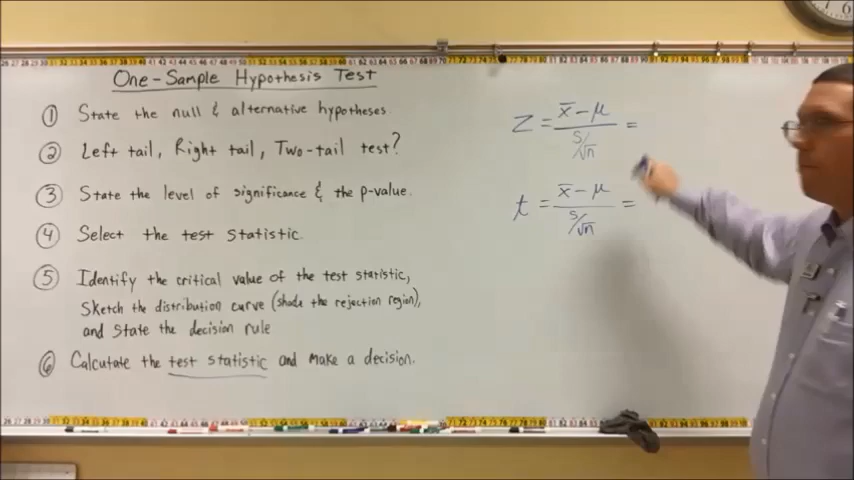 One-Sample Hypothesis Test
① State the null & alternative hypotheses.
② Left tail, Right tail, Two-tail test?
③ State the level of significance & the p-value.
④ Select the test statistic.
⑤ Identify the critical value of the test statistic,
Sketch the distribution curve (shade the rejection region),
and State the decision rule
⑥ Calculate the test statistic and make a decision.
Z = x̄ - μ / s/√n =
t = x̄ - μ / s/√n =